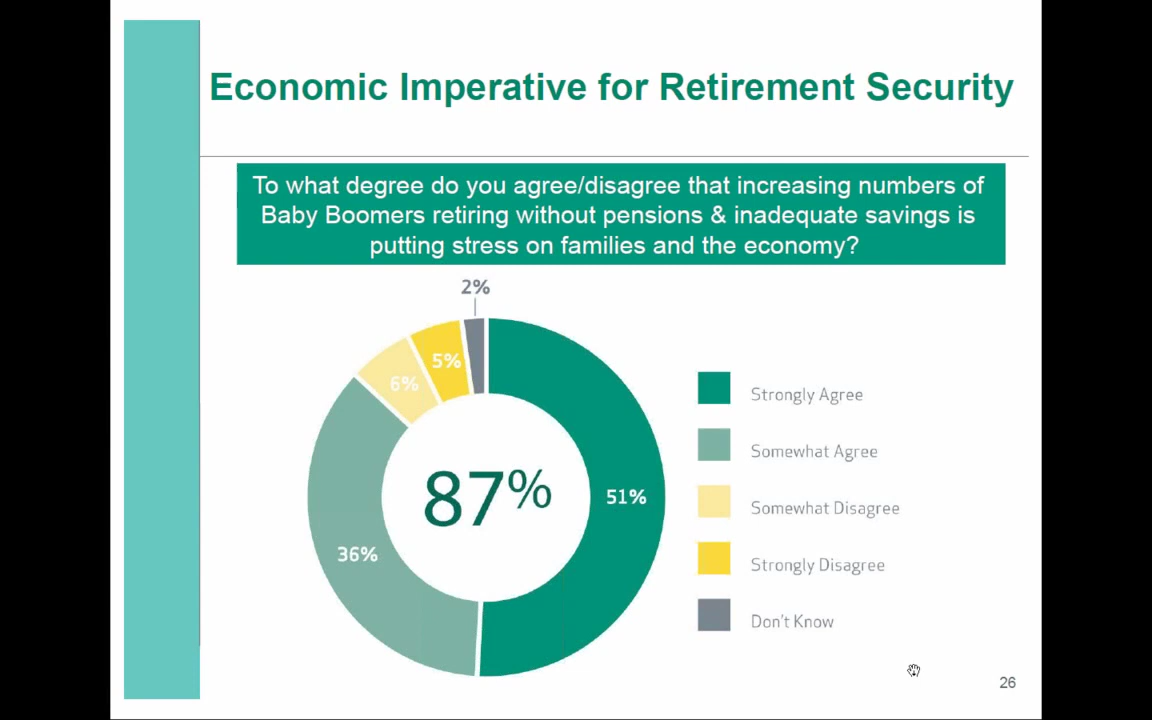 Economic Imperative for Retirement Security
To what degree do you agree/disagree that increasing numbers of
Baby Boomers retiring without pensions & inadequate savings is
putting stress on families and the economy?
2%
5%
6%
87%
51%
36%
Strongly Agree
Somewhat Agree
Somewhat Disagree
Strongly Disagree
Don't Know
26